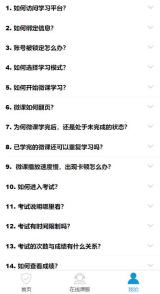 1. 如何访问学习平台?
2. 如何绑定信息?
3. 账号被锁定怎么办?
4. 如何选择学习模式?
5. 如何开始微课学习?
6. 微课如何翻页?
7. 为何微课学完后，还是处于未完成的状态?
8. 已学完的微课还可以重复学习吗?
9. 微课播放速度慢，出现卡顿怎么办?
10. 如何进入考试?
11. 考试说明哪里看?
12. 考试有时间限制吗?
13. 考试的次数与成绩有什么关系?
14. 如何查看成绩?
首页 在线课服 我的